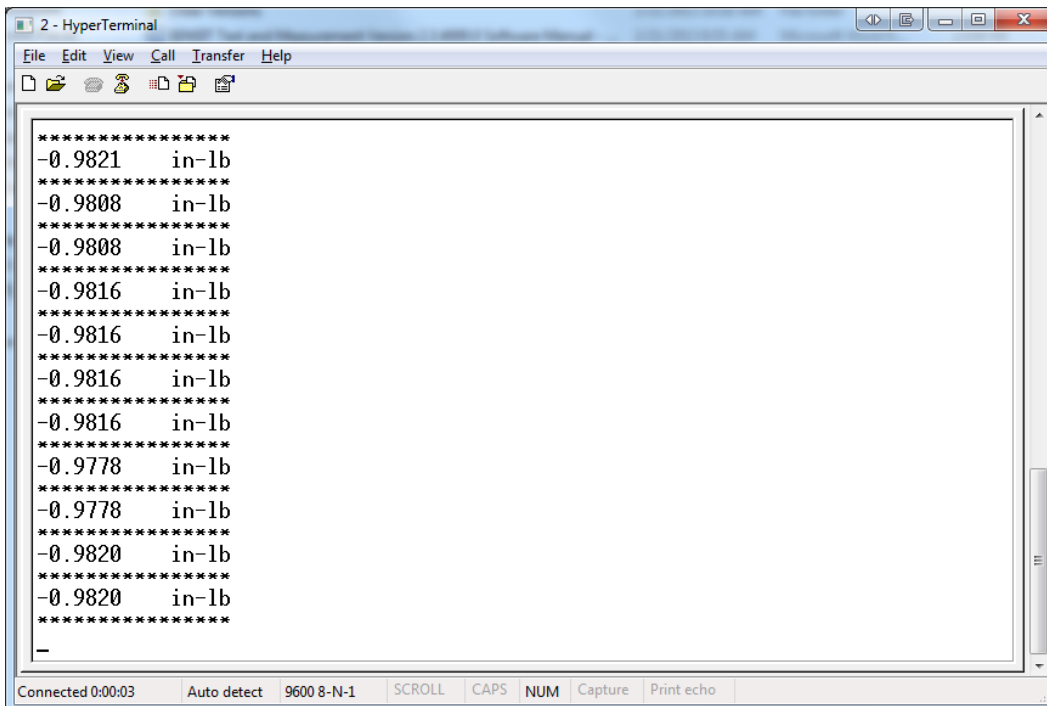 2 - HyperTerminal
File Edit View Call Transfer Help
****************
-0.9821 in-lb
****************
-0.9808 in-lb
****************
-0.9808 in-lb
****************
-0.9816 in-lb
****************
-0.9816 in-lb
****************
-0.9816 in-lb
****************
-0.9816 in-lb
****************
-0.9778 in-lb
****************
-0.9778 in-lb
****************
-0.9820 in-lb
****************
-0.9820 in-lb
****************
_
Connected 0:00:03 Auto detect 9600 8-N-1 SCROLL CAPS NUM Capture Print echo